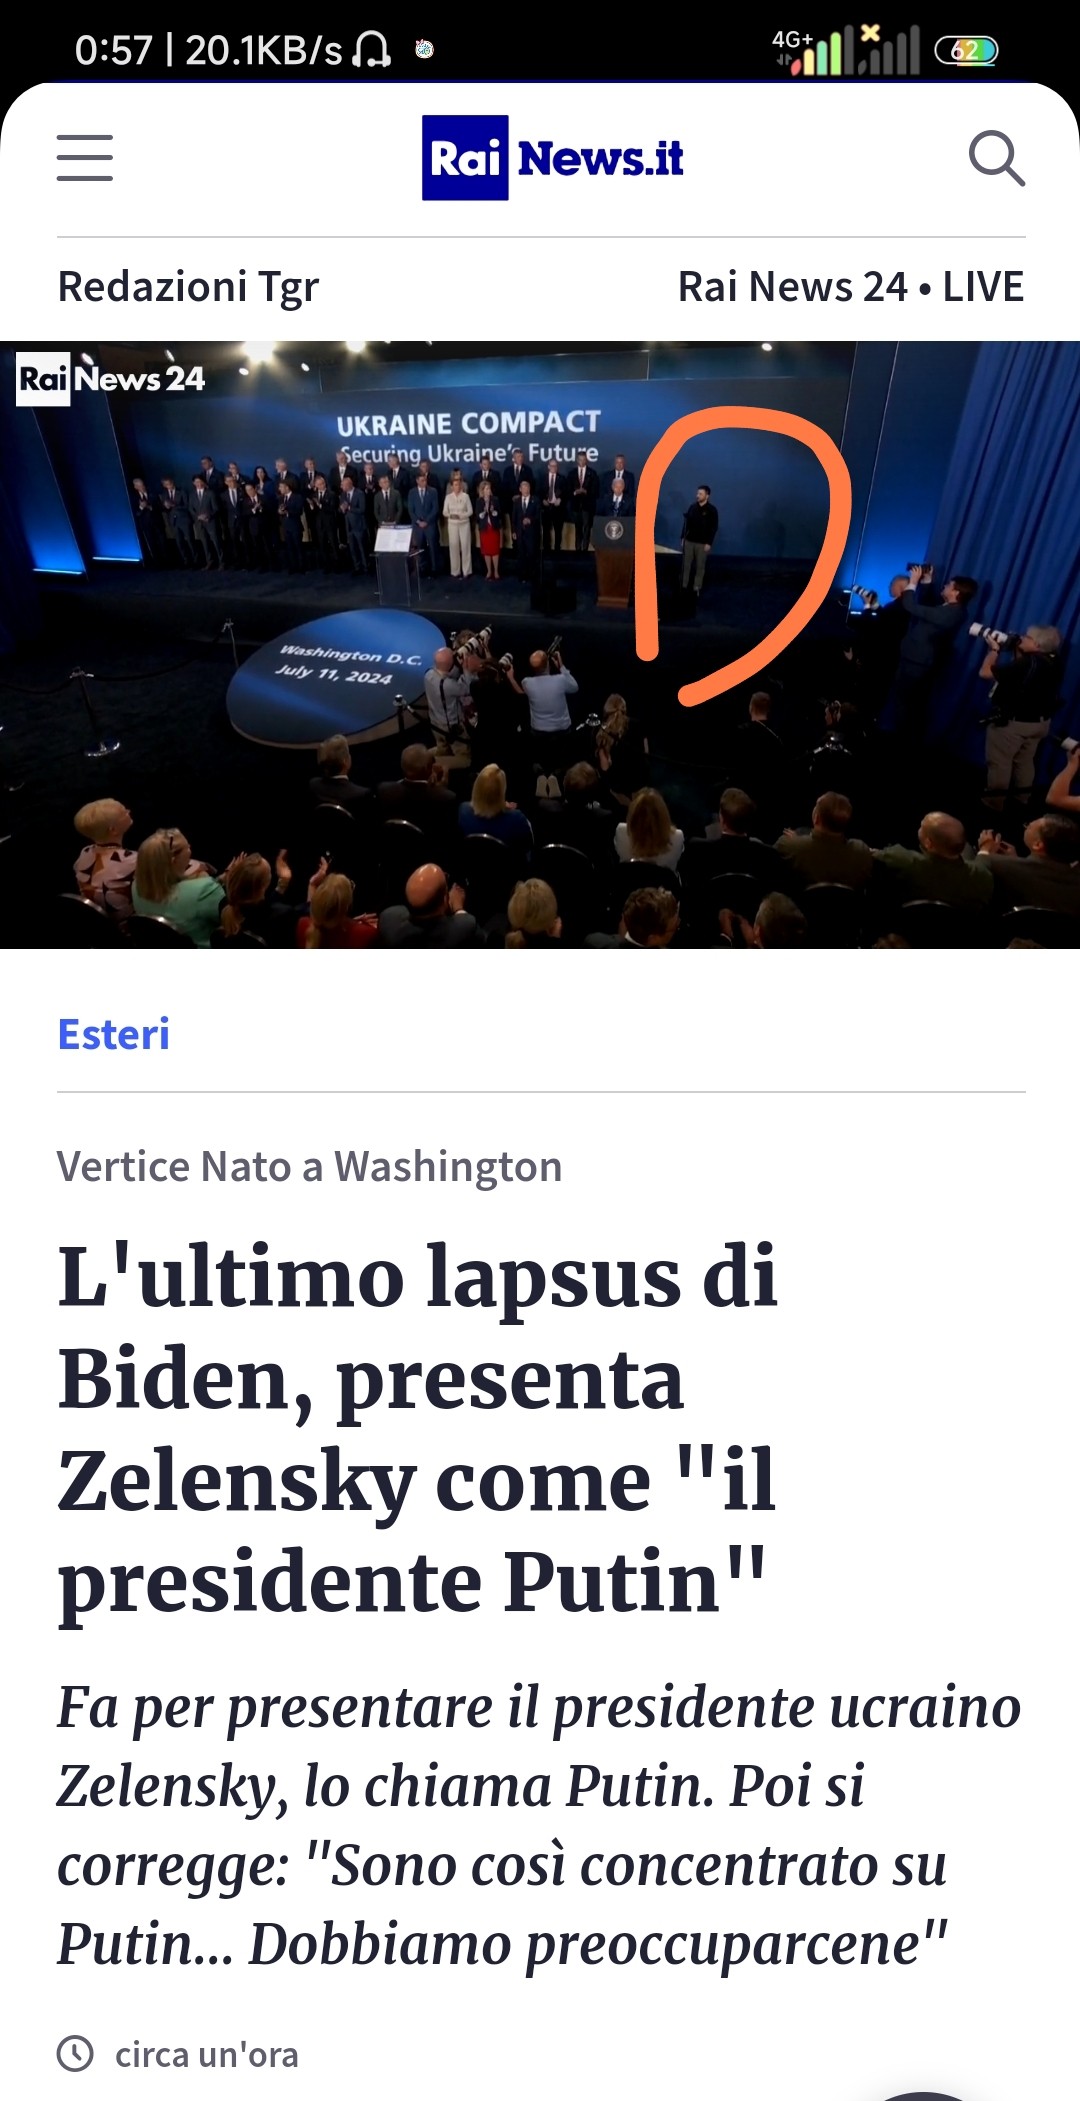 0:57 | 20.1KB/s
4G+
62
Rai News.it
Redazioni Tgr
Rai News 24 • LIVE
Rai News 24
UKRAINE COMPACT
Securing Ukraine's Future
Washington D.C.
July 11, 2024
Esteri
Vertice Nato a Washington
L'ultimo lapsus di
Biden, presenta
Zelensky come "il
presidente Putin"
Fa per presentare il presidente ucraino
Zelensky, lo chiama Putin. Poi si
corregge: "Sono così concentrato su
Putin... Dobbiamo preoccuparcene"
circa un'ora